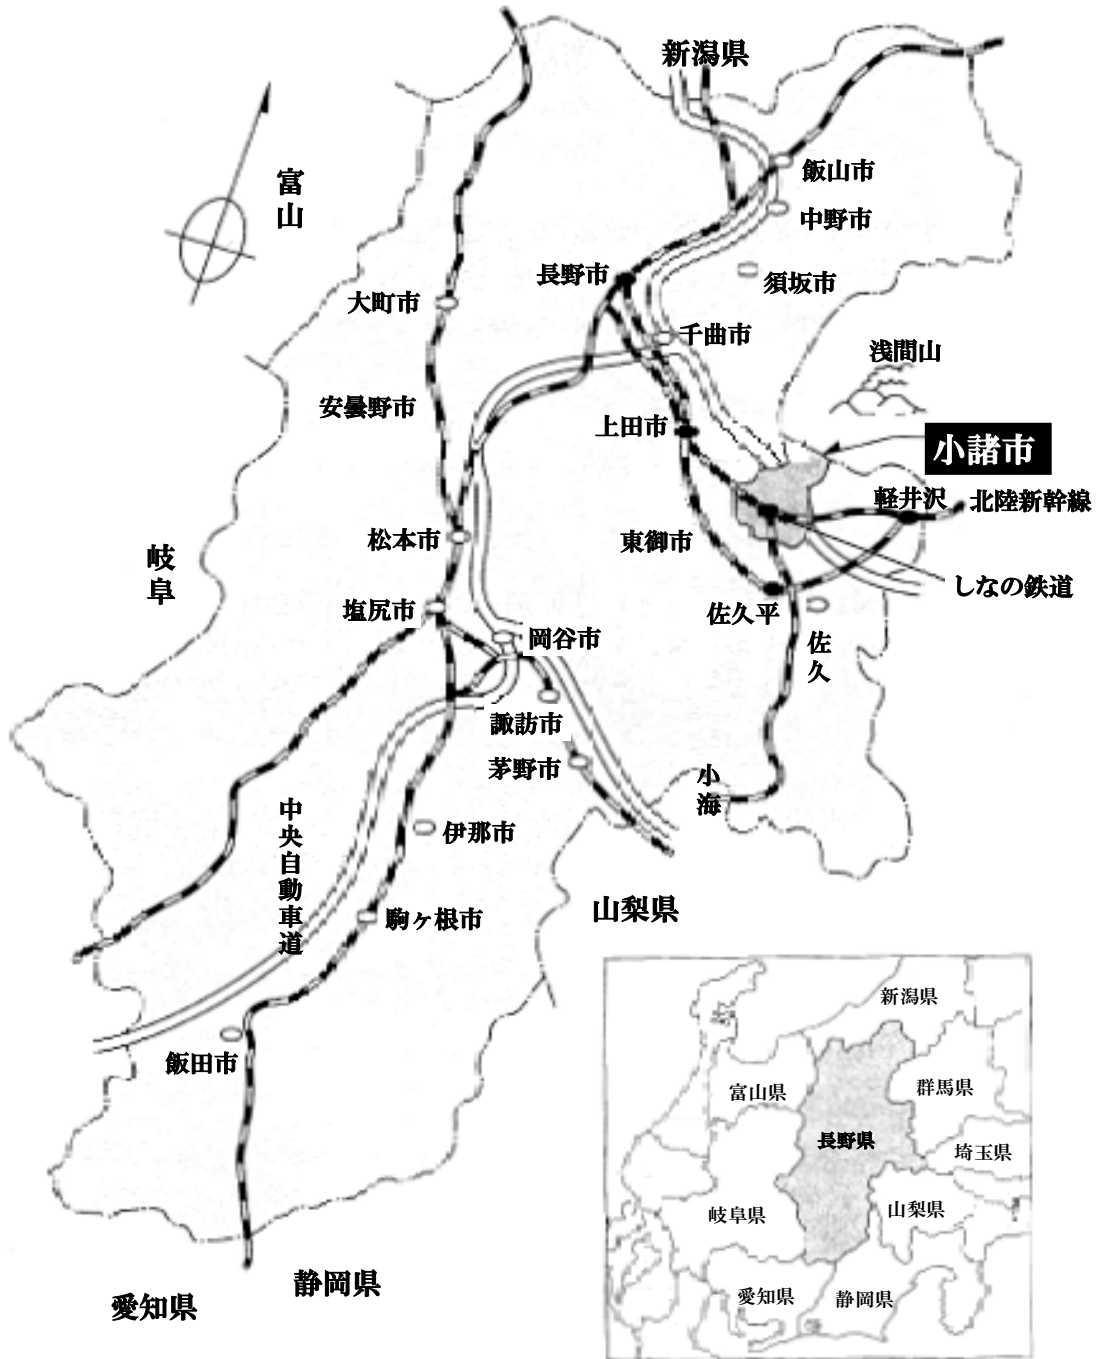 新潟県
富山
飯山市
中野市
長野市
須坂市
大町市
千曲市
浅間山
安曇野市
上田市
小諸市
軽井沢
北陸新幹線
松本市
東御市
岐阜
しなの鉄道
塩尻市
佐久平
岡谷市
佐久
諏訪市
茅野市
小海
中央自動車道
伊那市
山梨県
駒ヶ根市
飯田市
静岡県
愛知県
新潟県
富山県
群馬県
長野県
埼玉県
岐阜県
山梨県
愛知県
静岡県